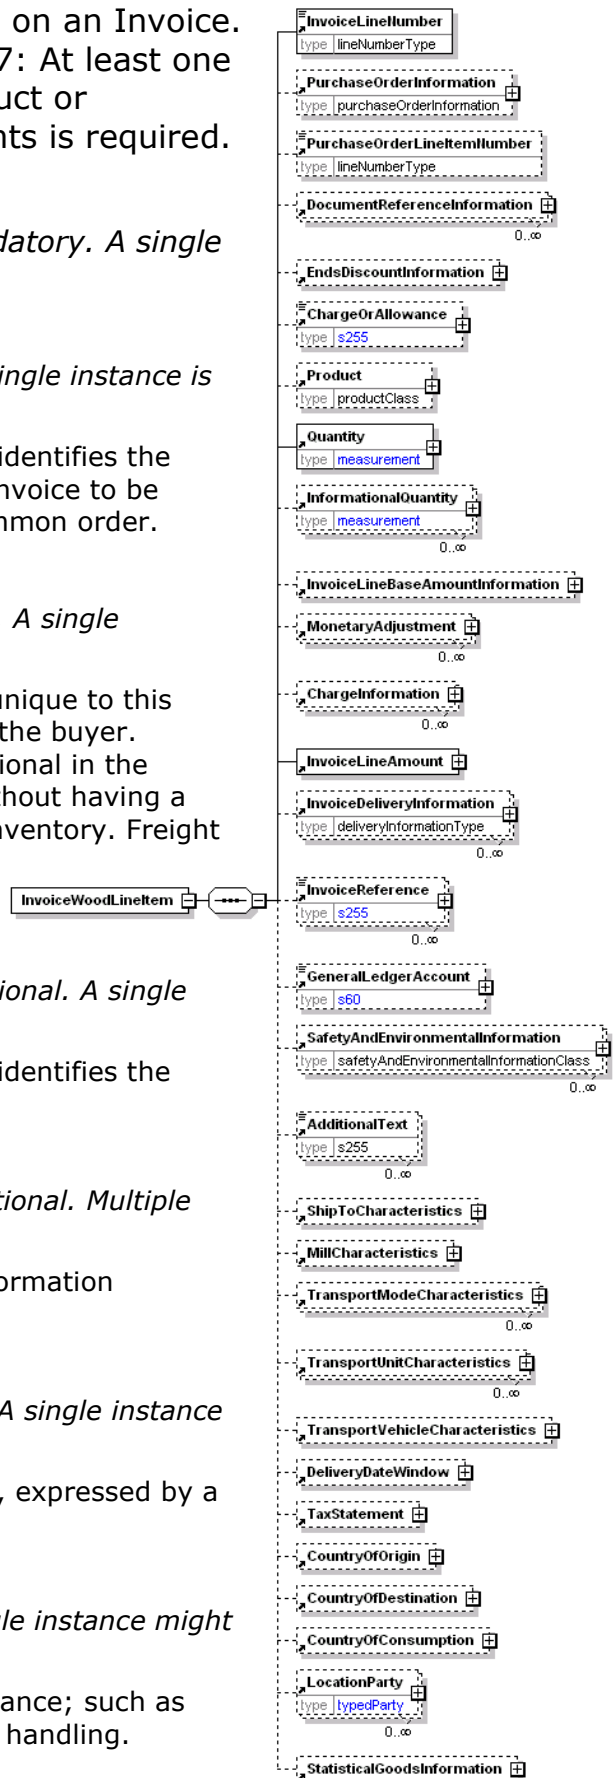 on an Invoice.
7: At least one
uct or
nts is required.
datory. A single
ingle instance is
identifies the
nvoice to be
mmon order.
A single
unique to this
the buyer.
ional in the
thout having a
nventory. Freight
ional. A single
identifies the
tional. Multiple
ormation
A single instance
, expressed by a
le instance might
ance; such as
handling.
InvoiceWoodLineItem
InvoiceLineNumber
type lineNumberType
PurchaseOrderInformation
type purchaseOrderInformation
PurchaseOrderLineItemNumber
type lineNumberType
DocumentReferenceInformation
0..∞
EndsDiscountInformation
ChargeOrAllowance
type s255
Product
type productClass
Quantity
type measurement
InformationalQuantity
type measurement
0..∞
InvoiceLineBaseAmountInformation
MonetaryAdjustment
0..∞
ChargeInformation
0..∞
InvoiceLineAmount
InvoiceDeliveryInformation
type deliveryInformationType
0..∞
InvoiceReference
type s255
0..∞
GeneralLedgerAccount
type s60
SafetyAndEnvironmentalInformation
type safetyAndEnvironmentalInformationClass
0..∞
AdditionalText
type s255
0..∞
ShipToCharacteristics
MillCharacteristics
TransportModeCharacteristics
0..∞
TransportUnitCharacteristics
0..∞
TransportVehicleCharacteristics
DeliveryDateWindow
TaxStatement
CountryOfOrigin
CountryOfDestination
CountryOfConsumption
LocationParty
type typedParty
0..∞
StatisticalGoodsInformation